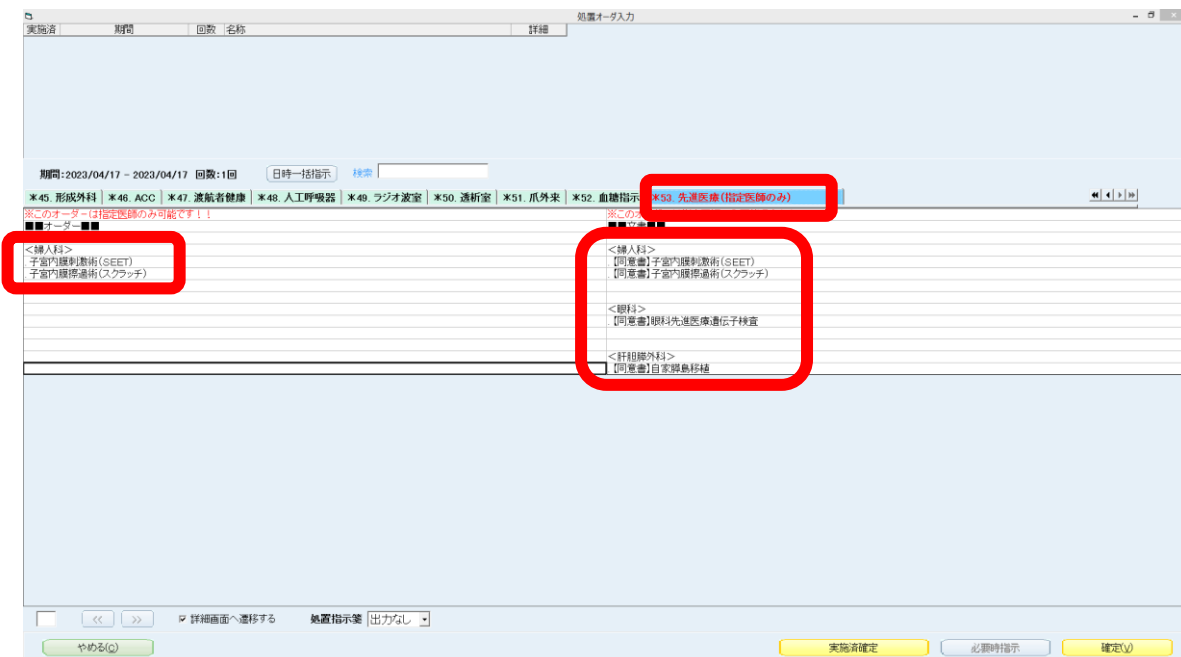 処置オーダ入力
実施済 期間 回数 名称 詳細
期間:2023/04/17 - 2023/04/17 回数:1回 日時一括指示 検索
*45. 形成外科 *46. ACC *47. 渡航者健康 *48. 人工呼吸器 *49. ラジオ波室 *50. 透析室 *51. 爪外来 *52. 血糖指示 *53. 先進医療(指定医師のみ)
※このオーダーは指定医師のみ可能です!! ※このオ
■■オーダー■■ ■■文書■■
<婦人科> <婦人科>
子宮内膜刺激術(SEET) 【同意書】子宮内膜刺激術(SEET)
子宮内膜擦過術(スクラッチ) 【同意書】子宮内膜擦過術(スクラッチ)
<眼科>
【同意書】眼科先進医療遺伝子検査
<肝胆膵外科>
【同意書】自家膵島移植
<< >> 詳細画面へ遷移する 処置指示箋 出力なし
やめる(C) 実施済確定 必要時指示 確定(V)